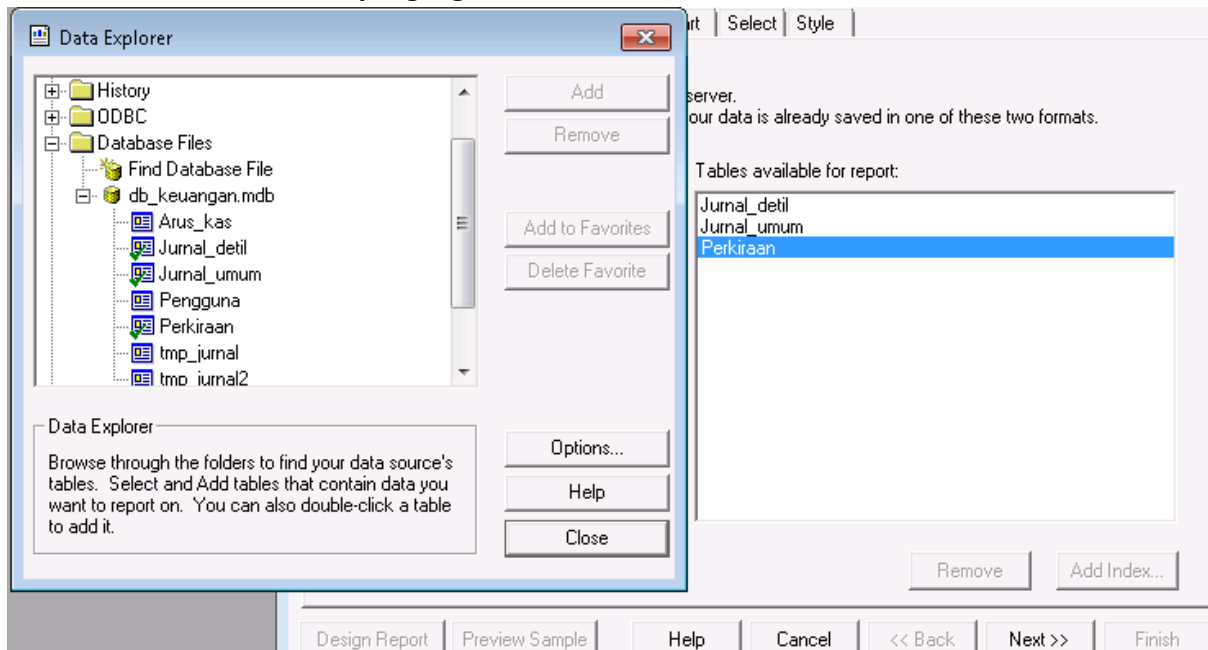 Data Explorer
History
ODBC
Database Files
Find Database File
db_keuangan.mdb
Arus_kas
Jurnal_detil
Jurnal_umum
Pengguna
Perkiraan
tmp_jurnal
tmp_jurnal2
Add
Remove
Add to Favorites
Delete Favorite
Data Explorer
Browse through the folders to find your data source's
tables. Select and Add tables that contain data you
want to report on. You can also double-click a table
to add it.
Options...
Help
Close
Select
Style
server.
our data is already saved in one of these two formats.
Tables available for report:
Jurnal_detil
Jurnal_umum
Perkiraan
Remove
Add Index...
Design Report
Preview Sample
Help
Cancel
<< Back
Next >>
Finish